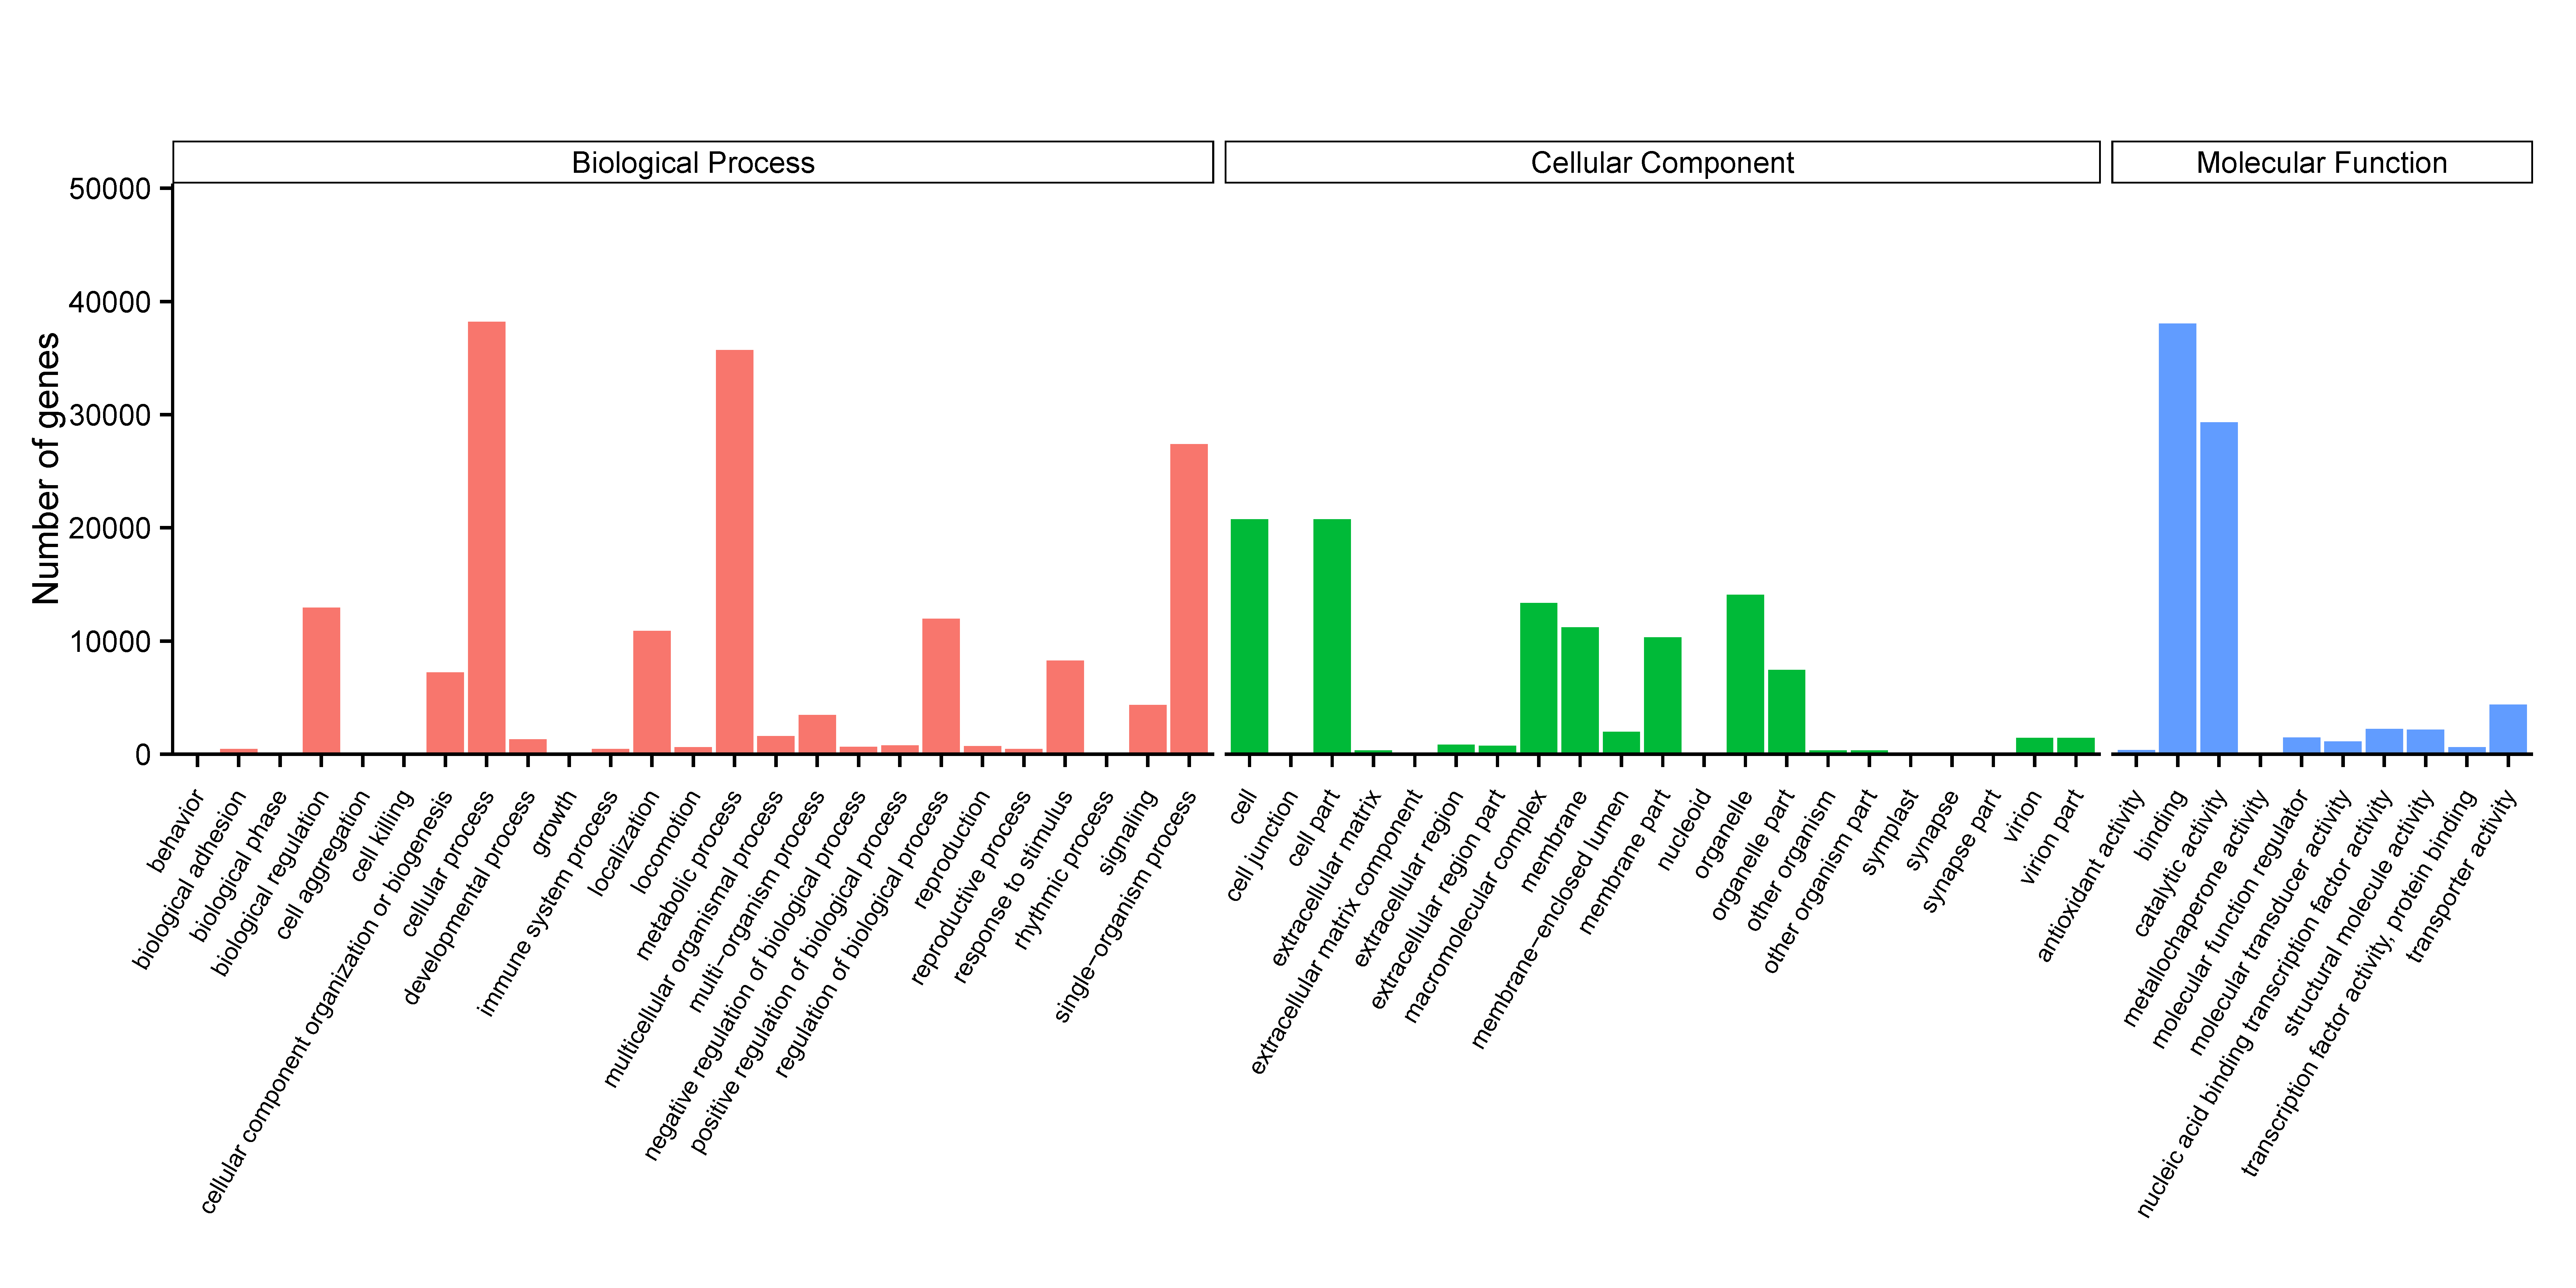 Biological Process
Cellular Component
Molecular Function
Number of genes
50000
40000
30000
20000
10000
0
behavior
biological adhesion
biological phase
biological regulation
cell aggregation
cell killing
cellular component organization or biogenesis
cellular process
developmental process
growth
immune system process
localization
locomotion
metabolic process
multicellular organismal process
multi−organism process
negative regulation of biological process
positive regulation of biological process
regulation of biological process
reproduction
reproductive process
response to stimulus
rhythmic process
signaling
single−organism process
cell
cell junction
cell part
extracellular matrix
extracellular matrix component
extracellular region
extracellular region part
macromolecular complex
membrane
membrane−enclosed lumen
membrane part
nucleoid
organelle
organelle part
other organism
other organism part
symplast
synapse
synapse part
virion
virion part
antioxidant activity
binding
catalytic activity
metallochaperone activity
molecular function regulator
molecular transducer activity
nucleic acid binding transcription factor activity
structural molecule activity
transcription factor activity, protein binding
transporter activity